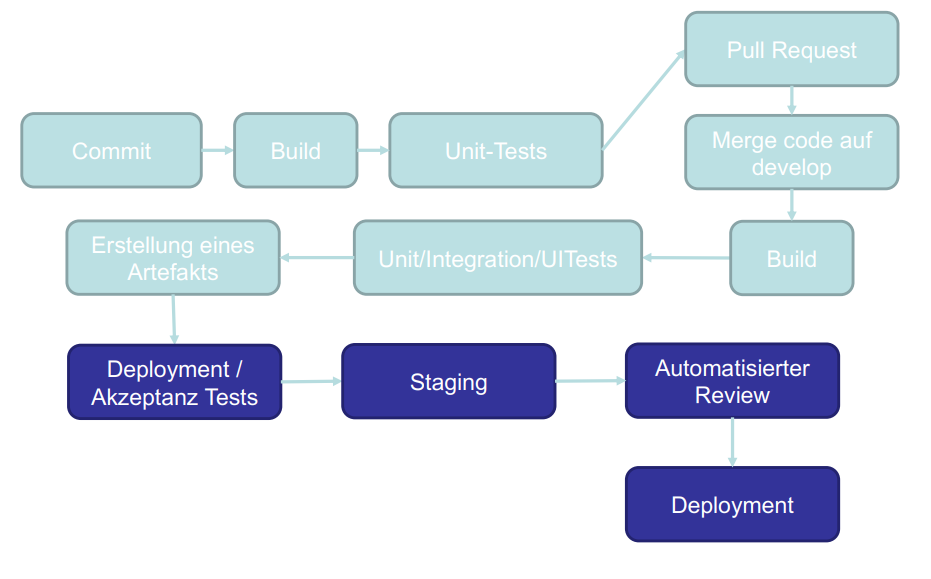 Commit
Build
Unit-Tests
Pull Request
Merge code auf
develop
Build
Unit/Integration/UITests
Erstellung eines
Artefakts
Deployment /
Akzeptanz Tests
Staging
Automatisierter
Review
Deployment